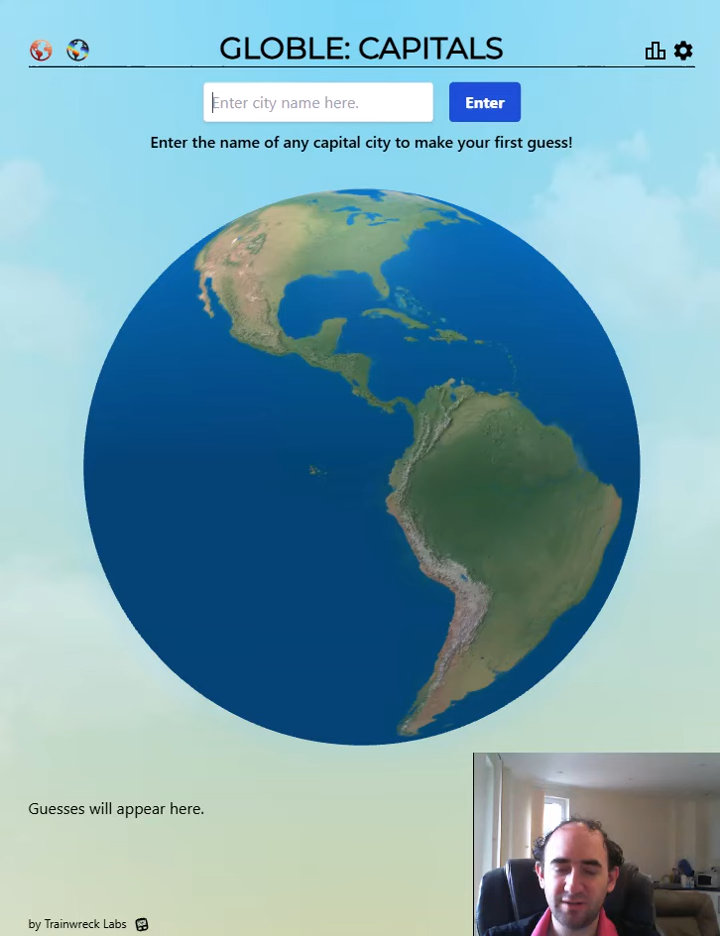 GLOBLE: CAPITALS
Enter city name here.
Enter
Enter the name of any capital city to make your first guess!
Guesses will appear here.
by Trainwreck Labs